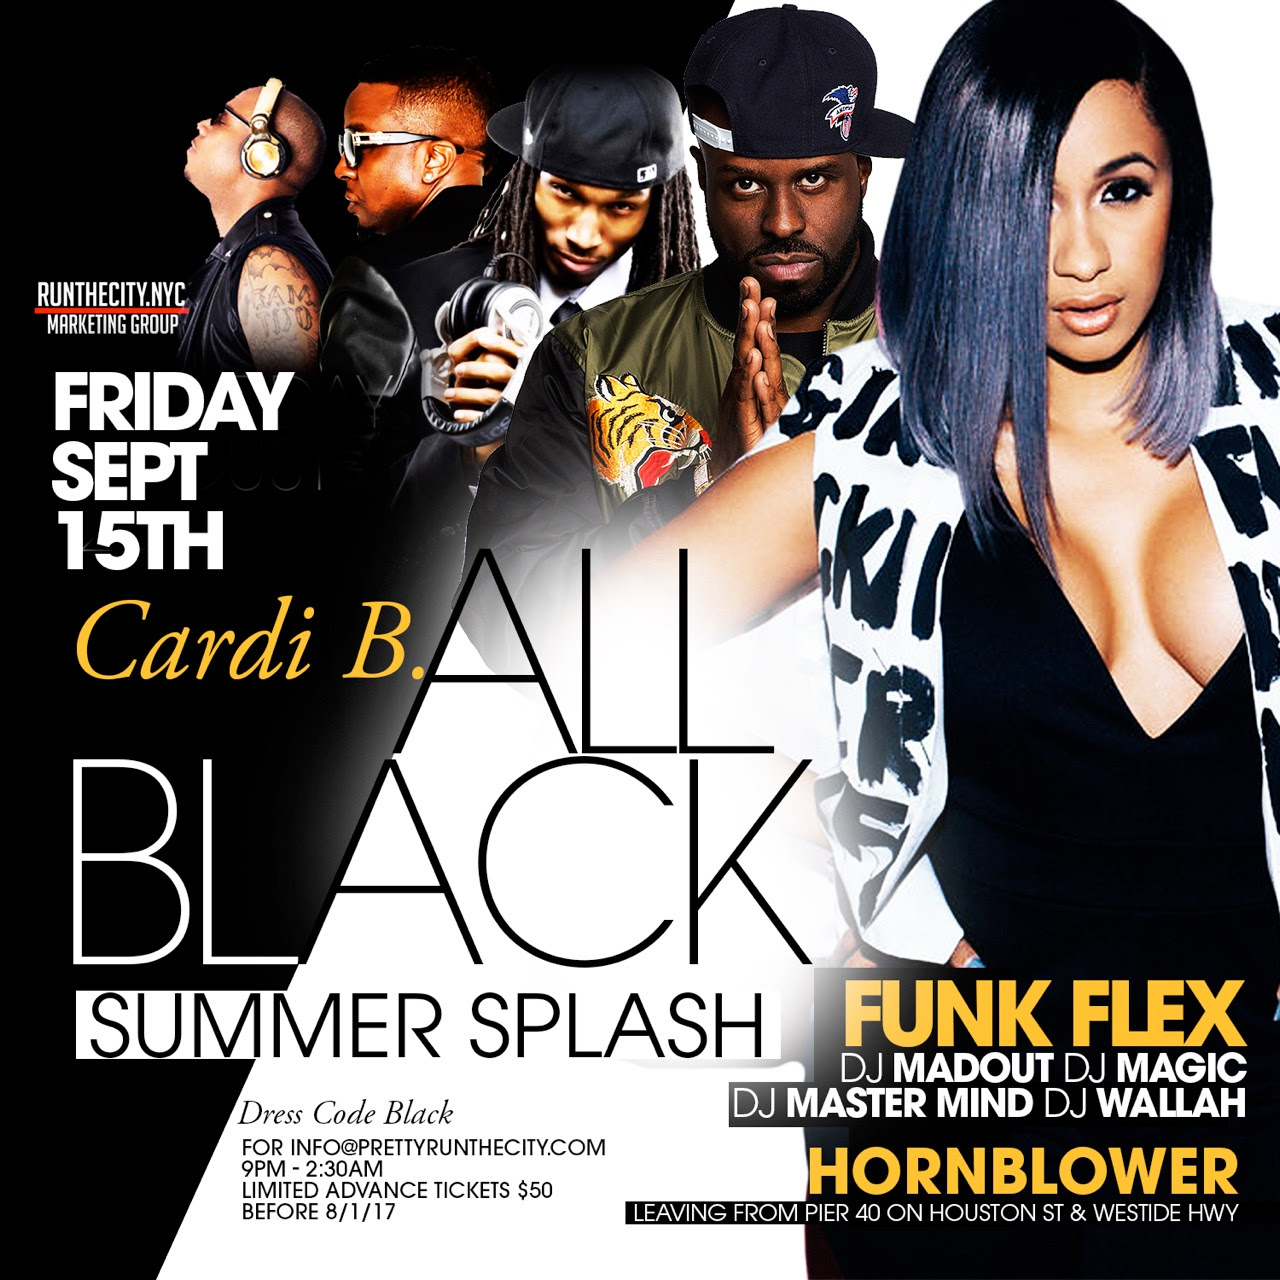 RUNTHECITY.NYC
MARKETING GROUP
FRIDAY
SEPT
15TH
Cardi B.
ALL
BLACK
SUMMER SPLASH
Dress Code Black
FOR INFO@PRETTYRUNTHECITY.COM
9PM - 2:30AM
LIMITED ADVANCE TICKETS $50
BEFORE 8/1/17
FUNK FLEX
DJ MADOUT DJ MAGIC
DJ MASTER MIND DJ WALLAH
HORNBLOWER
LEAVING FROM PIER 40 ON HOUSTON ST & WESTIDE HWY